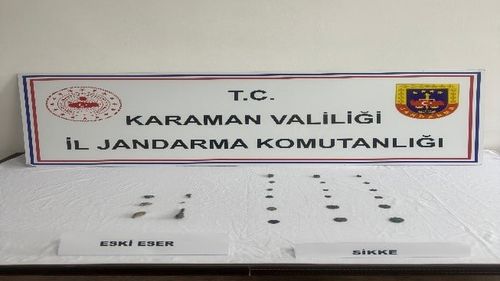 T.C.
KARAMAN VALİLİĞİ
İL JANDARMA KOMUTANLIĞI
ESKİ ESER
SİKKE